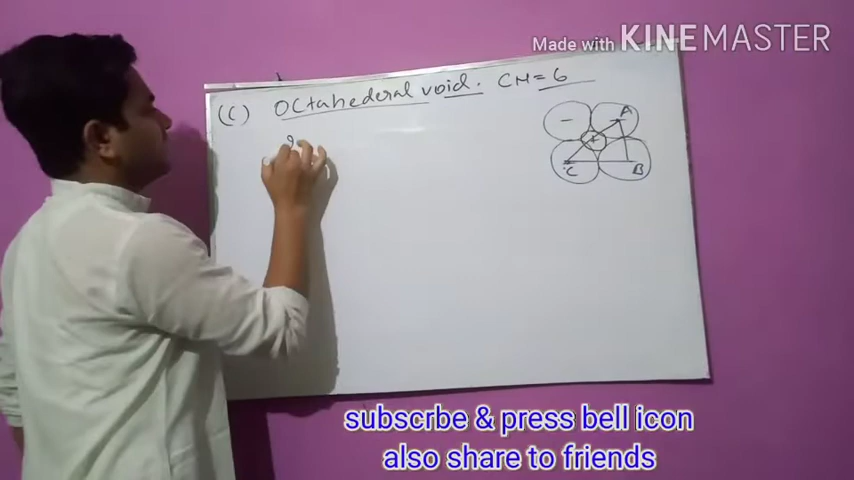 Made with KINEMASTER
(C) Octahederal void. CN=6
- A
+
C B
subscrbe & press bell icon
also share to friends